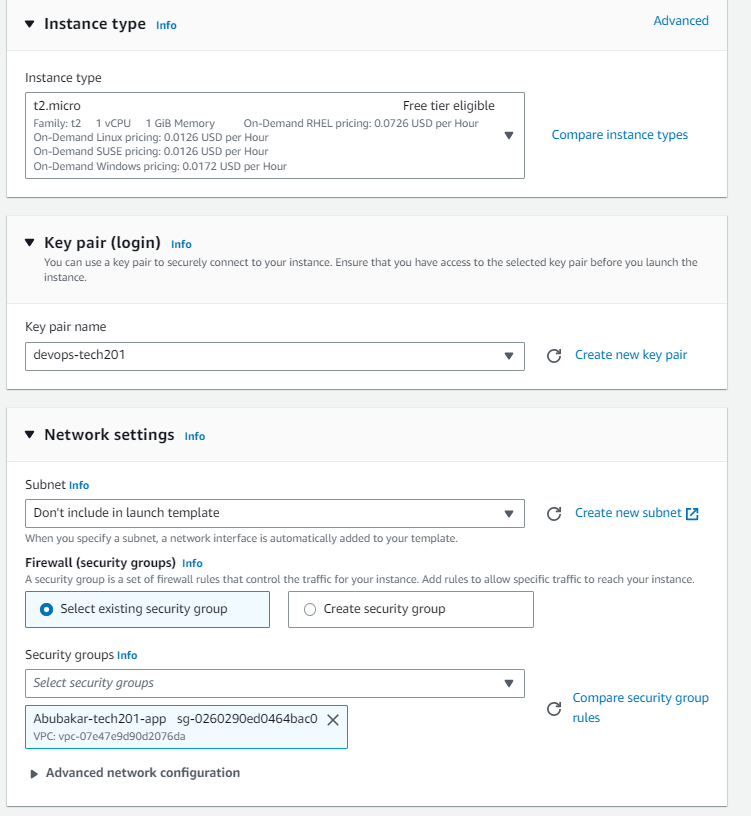 Instance type Info Advanced
Instance type
t2.micro Free tier eligible
Family: t2 1 vCPU 1 GiB Memory On-Demand RHEL pricing: 0.0726 USD per Hour
On-Demand Linux pricing: 0.0126 USD per Hour
On-Demand SUSE pricing: 0.0126 USD per Hour
On-Demand Windows pricing: 0.0172 USD per Hour
Compare instance types
Key pair (login) Info
You can use a key pair to securely connect to your instance. Ensure that you have access to the selected key pair before you launch the
instance.
Key pair name
devops-tech201
Create new key pair
Network settings Info
Subnet Info
Don't include in launch template
Create new subnet
When you specify a subnet, a network interface is automatically added to your template.
Firewall (security groups) Info
A security group is a set of firewall rules that control the traffic for your instance. Add rules to allow specific traffic to reach your instance.
Select existing security group
Create security group
Security groups Info
Select security groups
Compare security group
rules
Abubakar-tech201-app sg-0260290ed0464bac0
VPC: vpc-07e47e9d90d2076da
Advanced network configuration